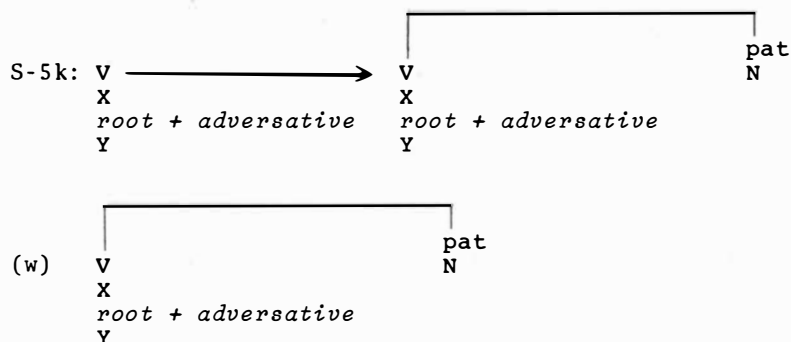 pat
S-5k: V ⟶ V N
X X
root + adversative root + adversative
Y Y
pat
(w) V N
X
root + adversative
Y